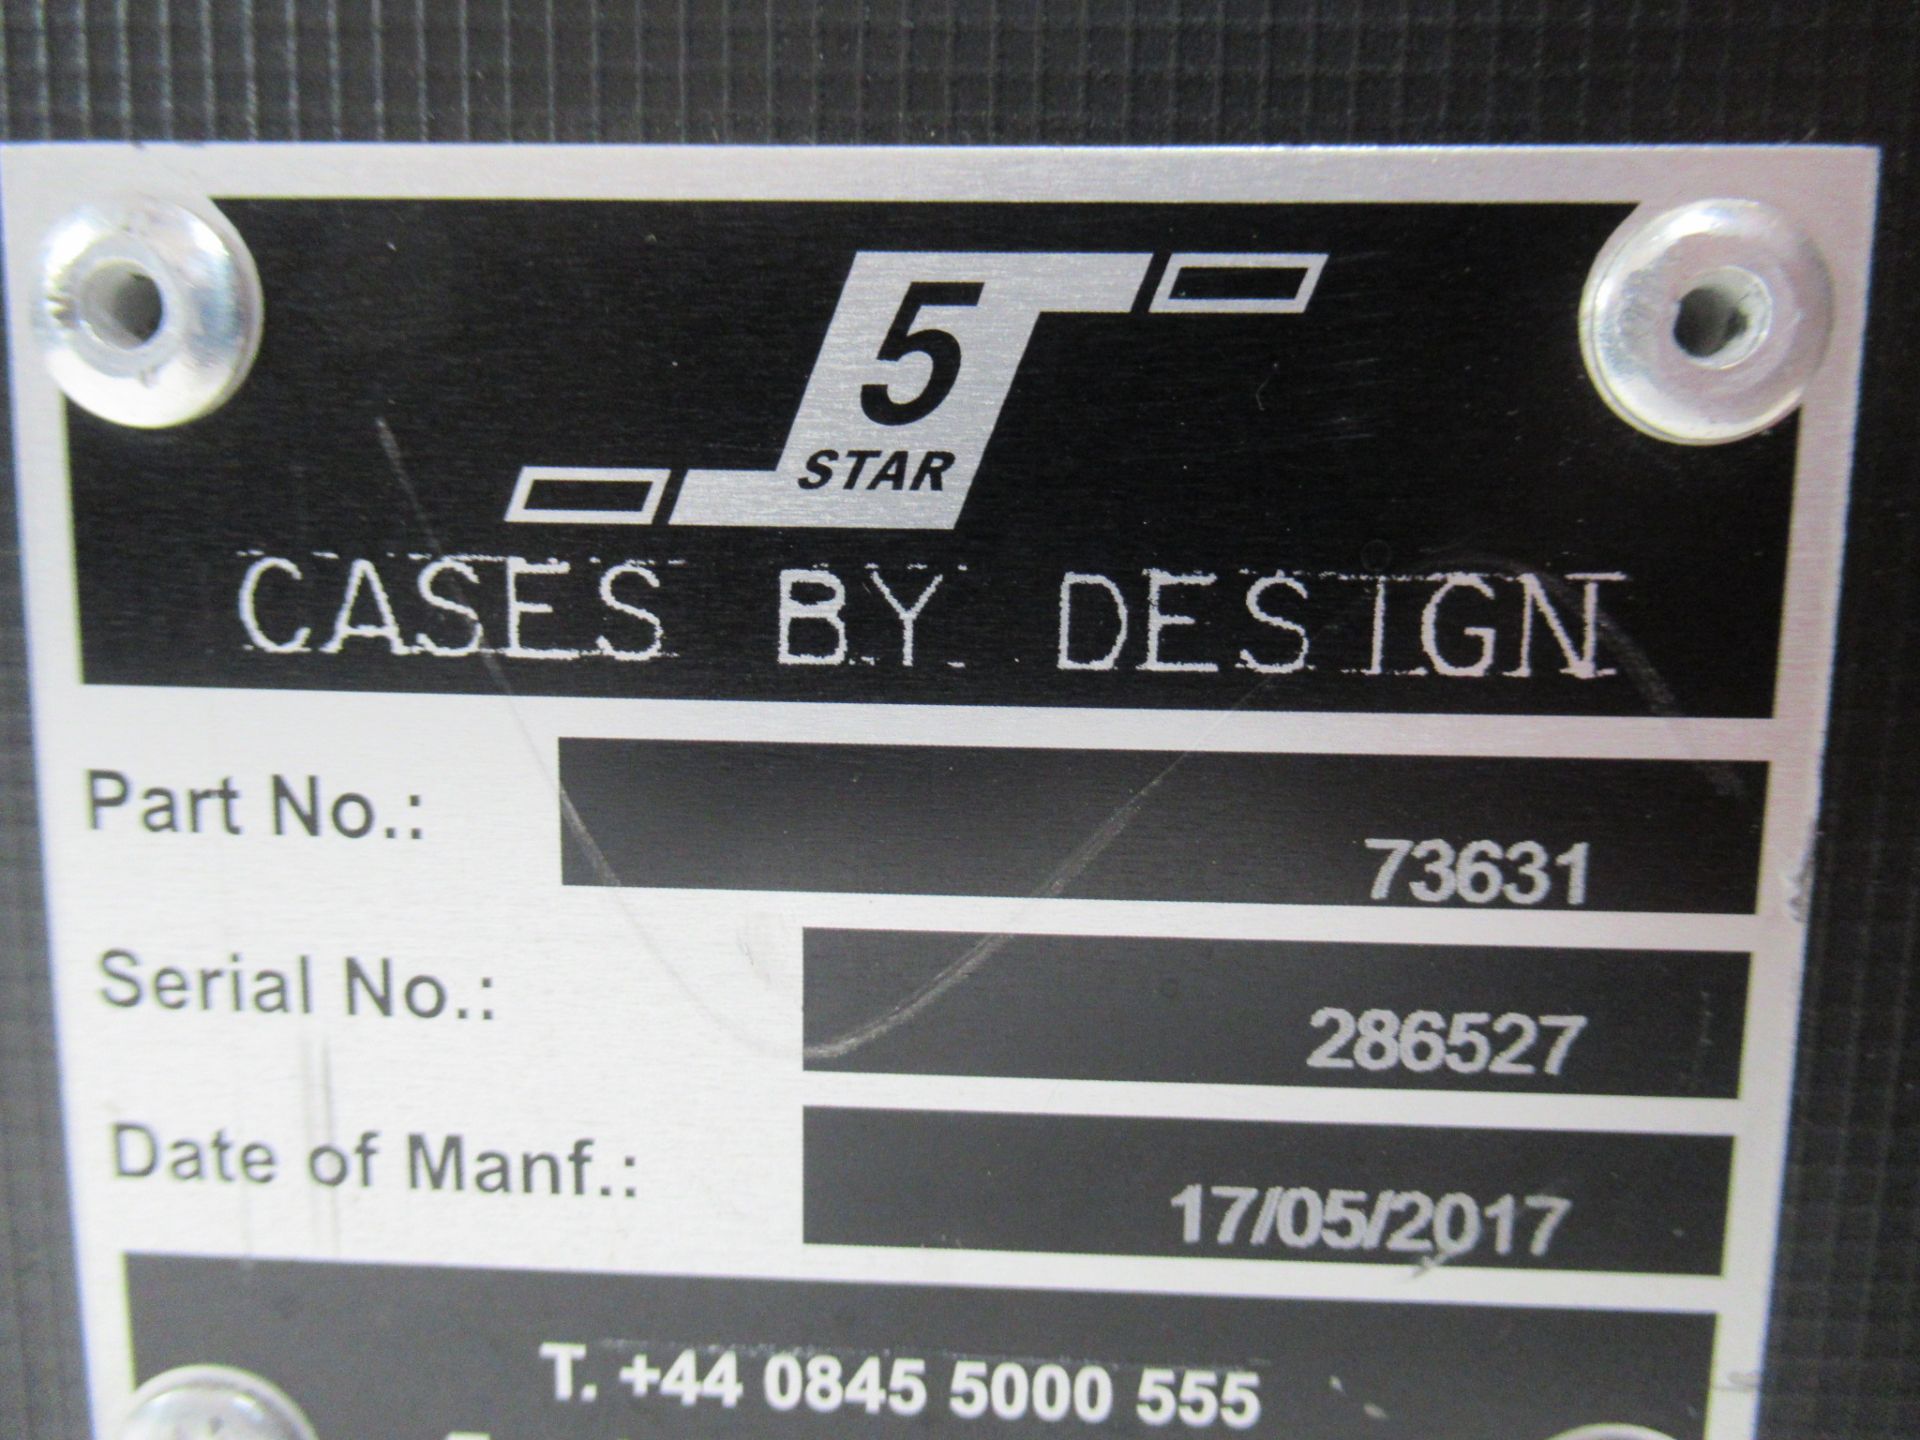 5
STAR
CASES BY DESIGN
Part No.: 73631
Serial No.: 286527
Date of Manf.: 17/05/2017
T. +44 0845 5000 555